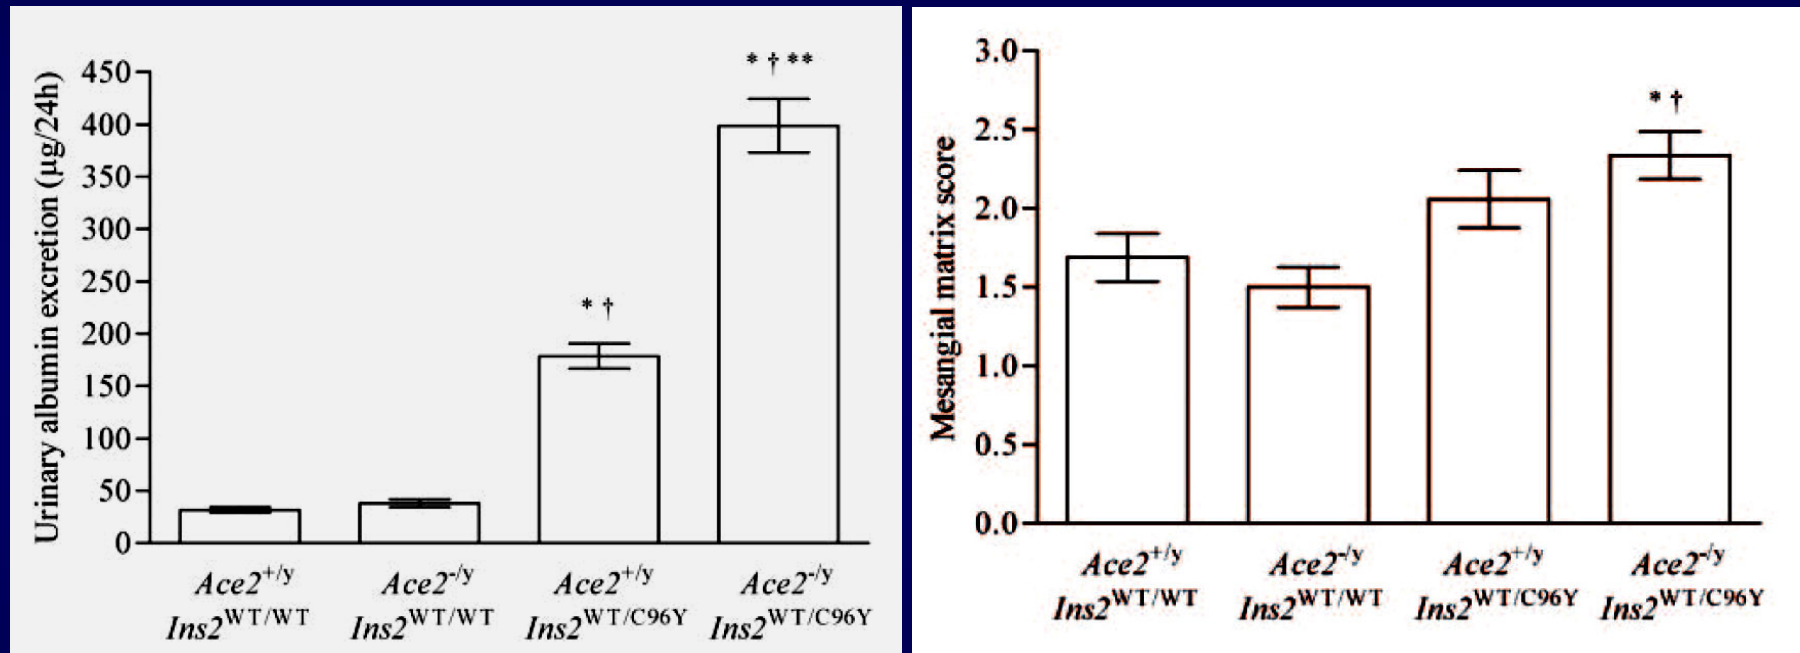 Urinary albumin excretion (µg/24h)
450
400
350
300
250
200
150
100
50
0
* †
* † **
Ace2+/y Ace2-/y Ace2+/y Ace2-/y
Ins2WT/WT Ins2WT/WT Ins2WT/C96Y Ins2WT/C96Y
Mesangial matrix score
3.0
2.5
2.0
1.5
1.0
0.5
0.0
* †
Ace2+/y Ace2-/y Ace2+/y Ace2-/y
Ins2WT/WT Ins2WT/WT Ins2WT/C96Y Ins2WT/C96Y